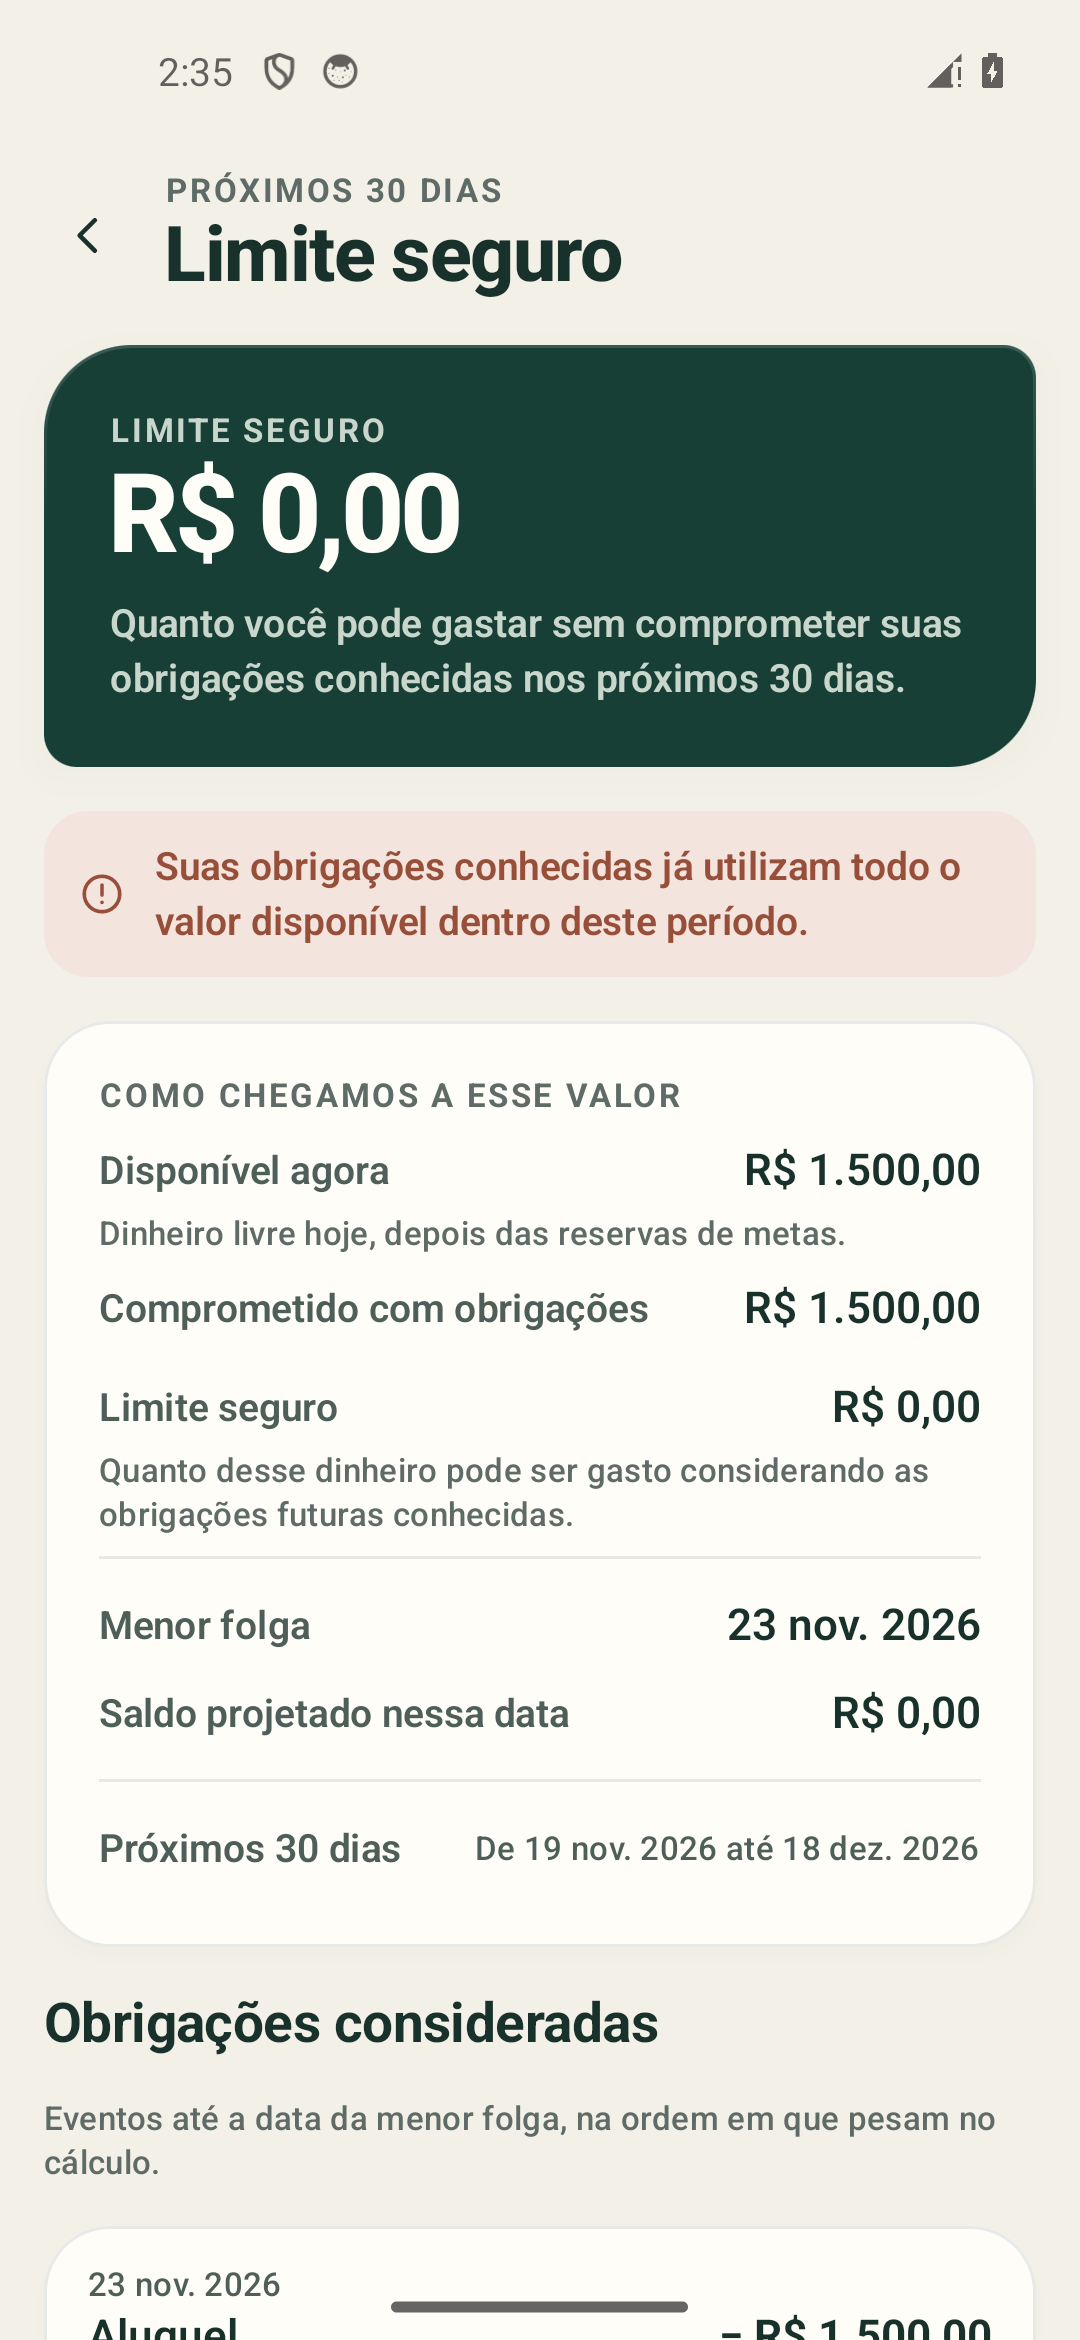 2:35
PRÓXIMOS 30 DIAS
Limite seguro
LIMITE SEGURO
R$ 0,00
Quanto você pode gastar sem comprometer suas
obrigações conhecidas nos próximos 30 dias.
Suas obrigações conhecidas já utilizam todo o
valor disponível dentro deste período.
COMO CHEGAMOS A ESSE VALOR
Disponível agora R$ 1.500,00
Dinheiro livre hoje, depois das reservas de metas.
Comprometido com obrigações R$ 1.500,00
Limite seguro R$ 0,00
Quanto desse dinheiro pode ser gasto considerando as
obrigações futuras conhecidas.
Menor folga 23 nov. 2026
Saldo projetado nessa data R$ 0,00
Próximos 30 dias De 19 nov. 2026 até 18 dez. 2026
Obrigações consideradas
Eventos até a data da menor folga, na ordem em que pesam no
cálculo.
23 nov. 2026
Aluguel – R$ 1.500,00